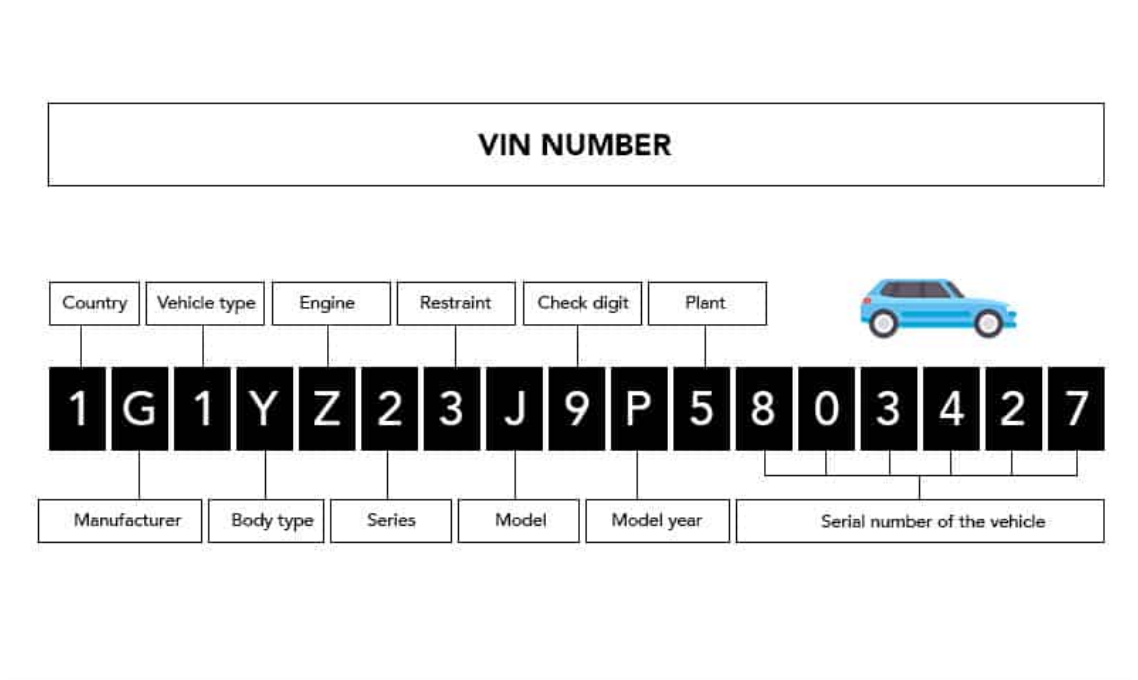 VIN NUMBER
Country Vehicle type Engine Restraint Check digit Plant
1 G 1 Y Z 2 3 J 9 P 5 8 0 3 4 2 7
Manufacturer Body type Series Model Model year Serial number of the vehicle